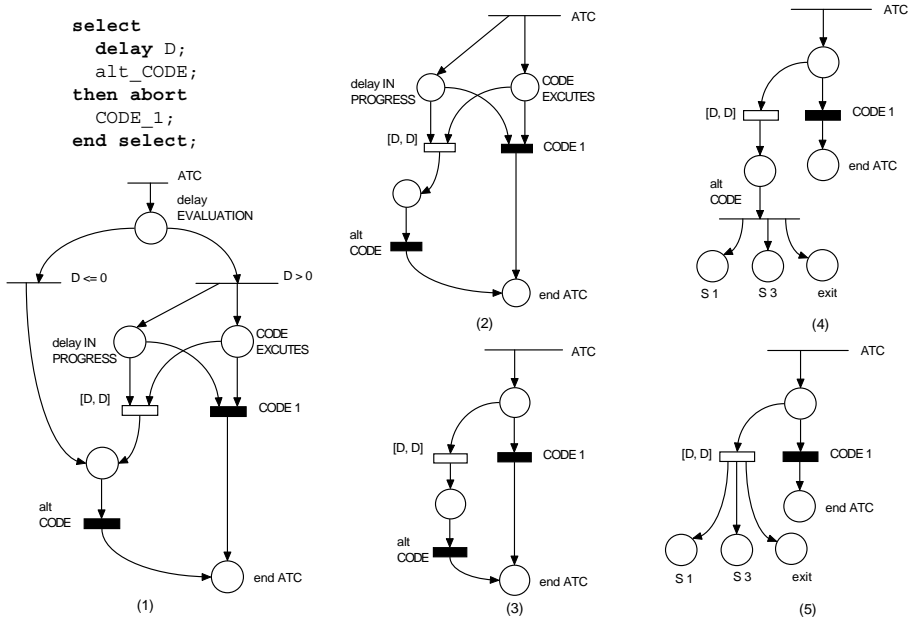 select
delay D;
alt_CODE;
then abort
CODE_1;
end select;
ATC
delay
EVALUATION
D <= 0
D > 0
delay IN
PROGRESS
CODE
EXCUTES
[D, D]
CODE 1
alt
CODE
end ATC
(1)
ATC
delay IN
PROGRESS
CODE
EXCUTES
[D, D]
CODE 1
alt
CODE
end ATC
(2)
ATC
[D, D]
CODE 1
alt
CODE
end ATC
(3)
ATC
[D, D]
CODE 1
end ATC
alt
CODE
S 1
S 3
exit
(4)
ATC
[D, D]
CODE 1
end ATC
S 1
S 3
exit
(5)